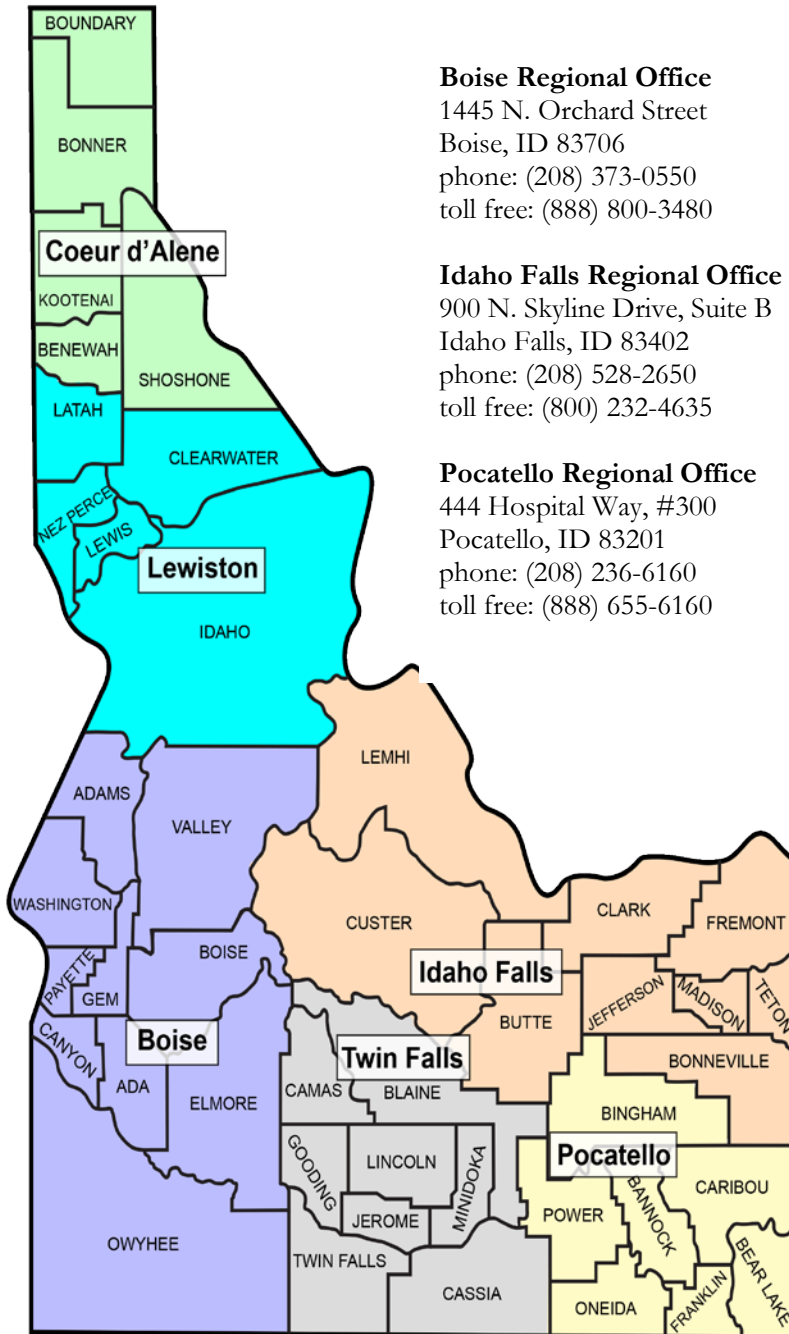 Boise Regional Office
1445 N. Orchard Street
Boise, ID 83706
phone: (208) 373-0550
toll free: (888) 800-3480
Idaho Falls Regional Office
900 N. Skyline Drive, Suite B
Idaho Falls, ID 83402
phone: (208) 528-2650
toll free: (800) 232-4635
Pocatello Regional Office
444 Hospital Way, #300
Pocatello, ID 83201
phone: (208) 236-6160
toll free: (888) 655-6160
BOUNDARY
BONNER
Coeur d'Alene
KOOTENAI
BENEWAH
SHOSHONE
LATAH
CLEARWATER
NEZ PERCE
LEWIS
Lewiston
IDAHO
LEMHI
ADAMS
VALLEY
WASHINGTON
CUSTER
CLARK
FREMONT
BOISE
Idaho Falls
PAYETTE
GEM
JEFFERSON
MADISON
TETON
BUTTE
CANYON
Boise
Twin Falls
BONNEVILLE
ADA
ELMORE
CAMAS
BLAINE
BINGHAM
GOODING
LINCOLN
MINIDOKA
Pocatello
CARIBOU
JEROME
POWER
BANNOCK
OWYHEE
TWIN FALLS
CASSIA
ONEIDA
FRANKLIN
BEAR LAKE